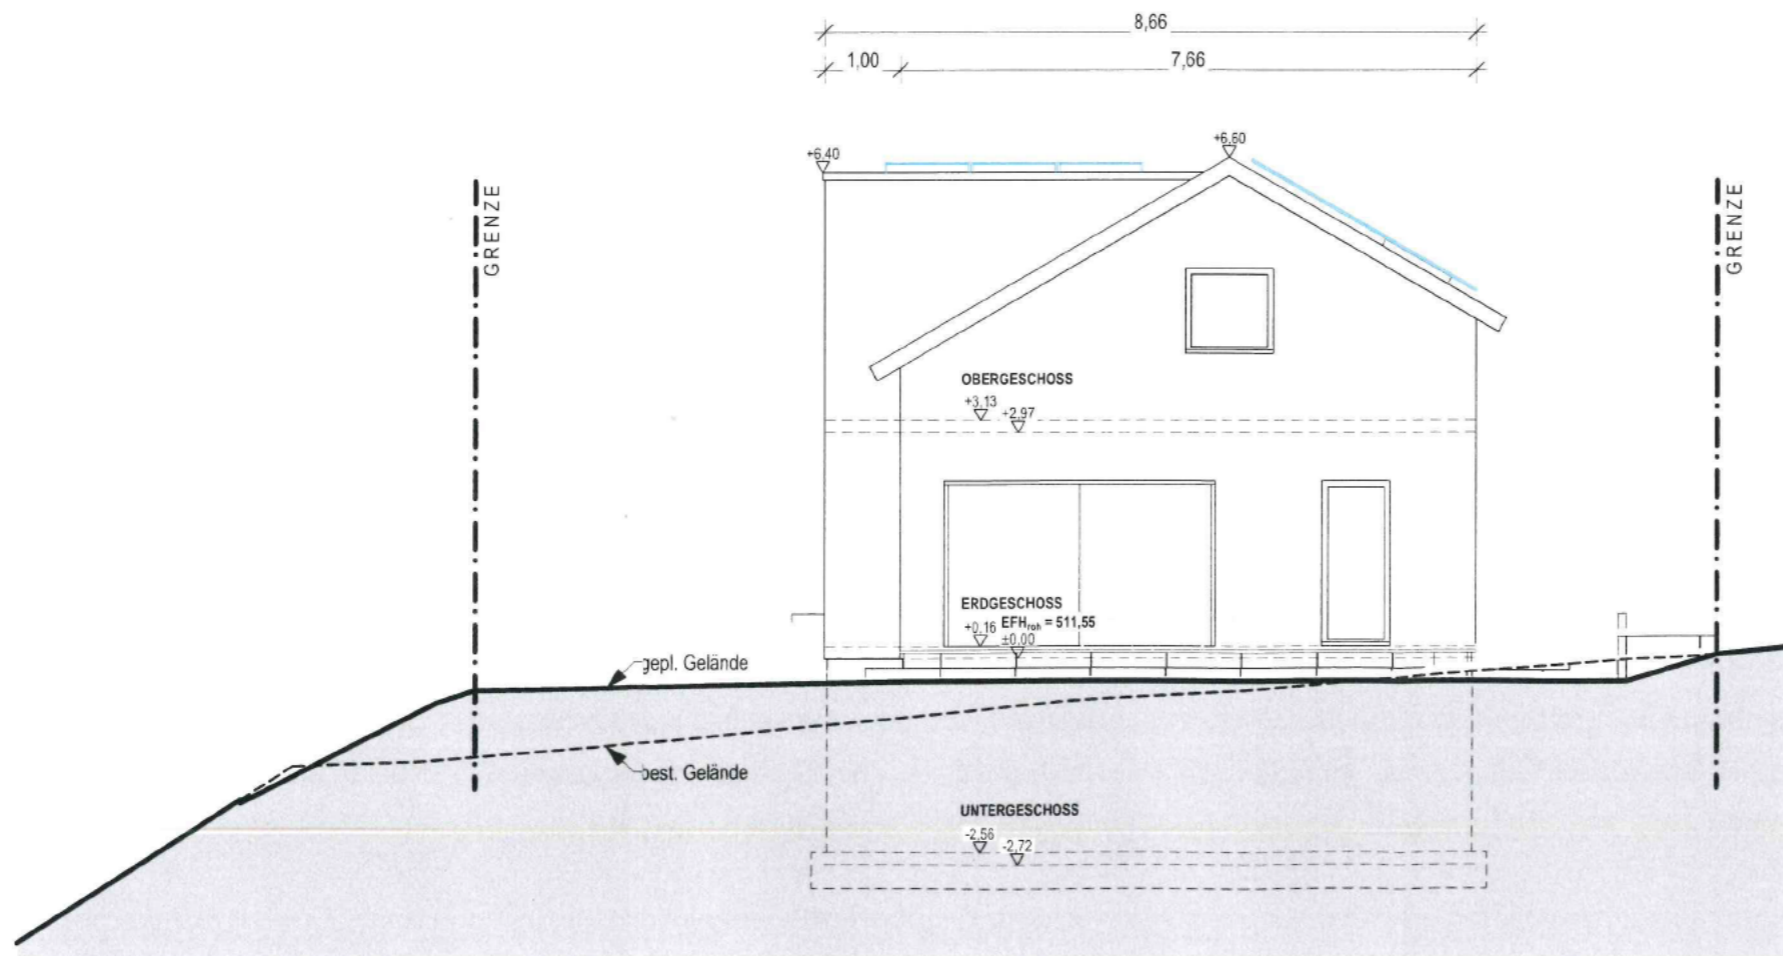 8,66
1,00
7,66
+6,60
+6,40
GRENZE
GRENZE
OBERGESCHOSS
+3,13
+2,97
ERDGESCHOSS
+0,16 EFHroh = 511,55
±0,00
gepl. Gelände
best. Gelände
UNTERGESCHOSS
-2,56
-2,72